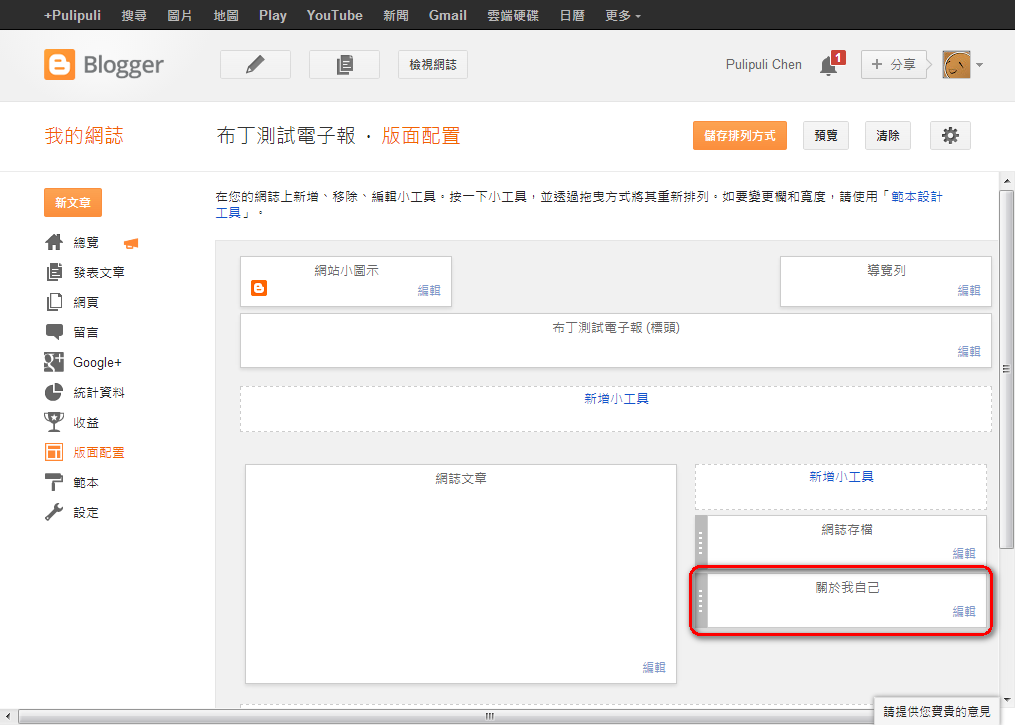 +Pulipuli 搜尋 圖片 地圖 Play YouTube 新聞 Gmail 雲端硬碟 日曆 更多
Blogger 檢視網誌 Pulipuli Chen 1 + 分享
我的網誌 布丁測試電子報 · 版面配置 儲存排列方式 預覽 清除
新文章
總覽
發表文章
網頁
留言
Google+
統計資料
收益
版面配置
範本
設定
在您的網誌上新增、移除、編輯小工具。按一下小工具，並透過拖曳方式將其重新排列。如要變更欄和寬度，請使用「範本設計
工具」。
網站小圖示
編輯
導覽列
編輯
布丁測試電子報 (標頭)
編輯
新增小工具
網誌文章
編輯
新增小工具
網誌存檔
編輯
關於我自己
編輯
請提供您寶貴的意見